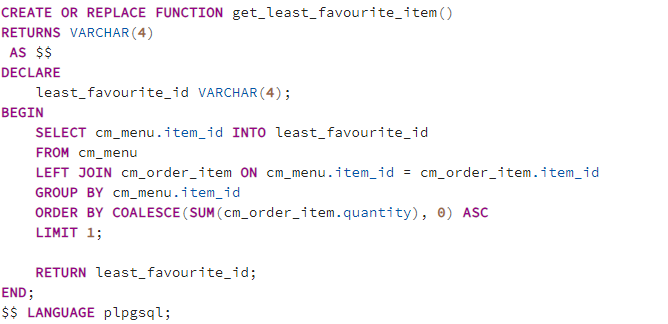 CREATE OR REPLACE FUNCTION get_least_favourite_item()
RETURNS VARCHAR(4)
 AS $$
DECLARE
    least_favourite_id VARCHAR(4);
BEGIN
    SELECT cm_menu.item_id INTO least_favourite_id
    FROM cm_menu
    LEFT JOIN cm_order_item ON cm_menu.item_id = cm_order_item.item_id
    GROUP BY cm_menu.item_id
    ORDER BY COALESCE(SUM(cm_order_item.quantity), 0) ASC
    LIMIT 1;

    RETURN least_favourite_id;
END;
$$ LANGUAGE plpgsql;